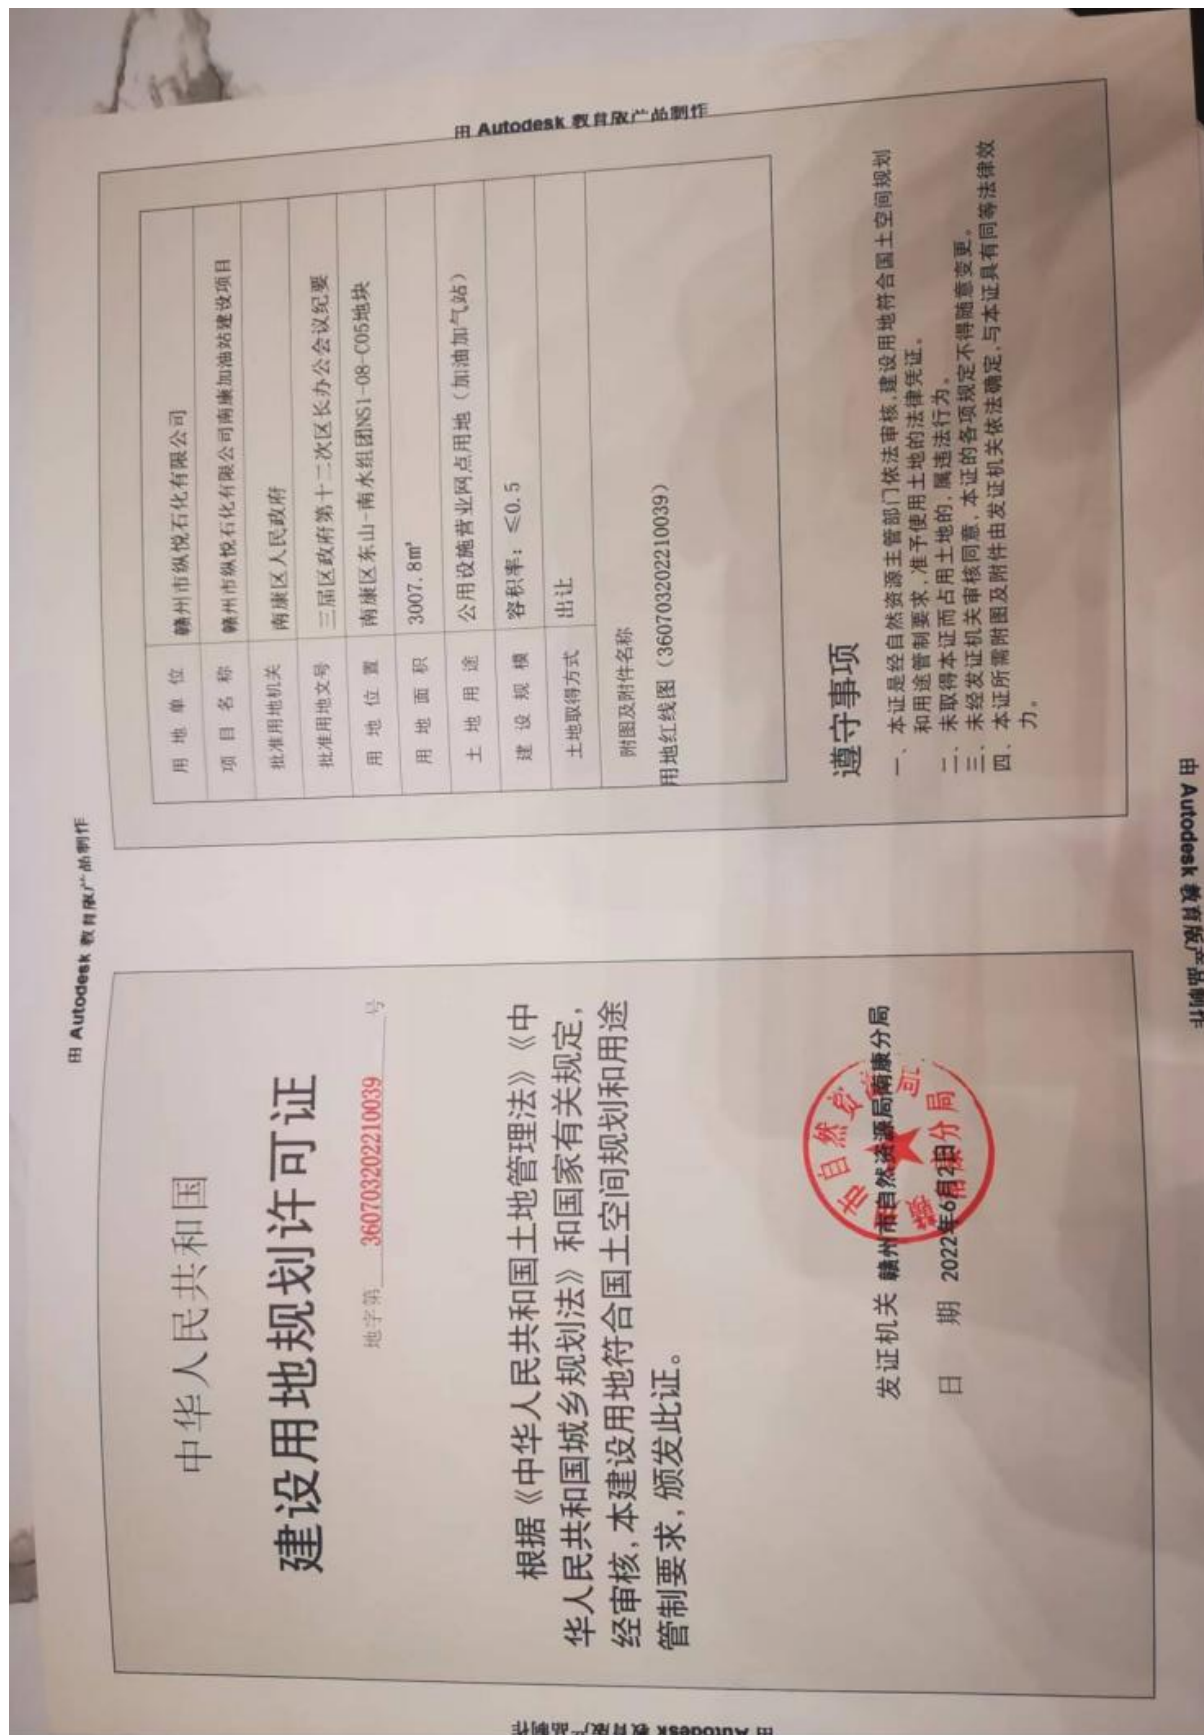 由 Autodesk 教育版产品制作
中华人民共和国
建设用地规划许可证
地字第 360703202210039 号
根据《中华人民共和国土地管理法》《中
华人民共和国城乡规划法》和国家有关规定,
经审核,本建设用地符合国土空间规划和用途
管制要求,颁发此证。
发证机关 赣州市自然资源局南康分局
日 期 2022年6月2日
用地单位 赣州市纵悦石化有限公司
项目名称 赣州市纵悦石化有限公司南康加油站建设项目
批准用地机关 南康区人民政府
批准用地文号 三届区政府第十二次区长办公会议纪要
用地位置 南康区东山-南水组团NS1-08-C05地块
用地面积 3007.8㎡
土地用途 公用设施营业网点用地（加油加气站）
建设规模 容积率：≤0.5
土地取得方式 出让
附图及附件名称
用地红线图（360703202210039）
遵守事项
一、本证是经自然资源主管部门依法审核,建设用地符合国土空间规划
和用途管制要求,准予使用土地的法律凭证。
二、未取得本证而占用土地的,属违法行为。
三、未经发证机关审核同意,本证的各项规定不得随意变更。
四、本证所需附图及附件由发证机关依法确定,与本证具有同等法律效
力。
由 Autodesk 教育版产品制作
由 Autodesk 教育版产品制作
由 Autodesk 教育版产品制作